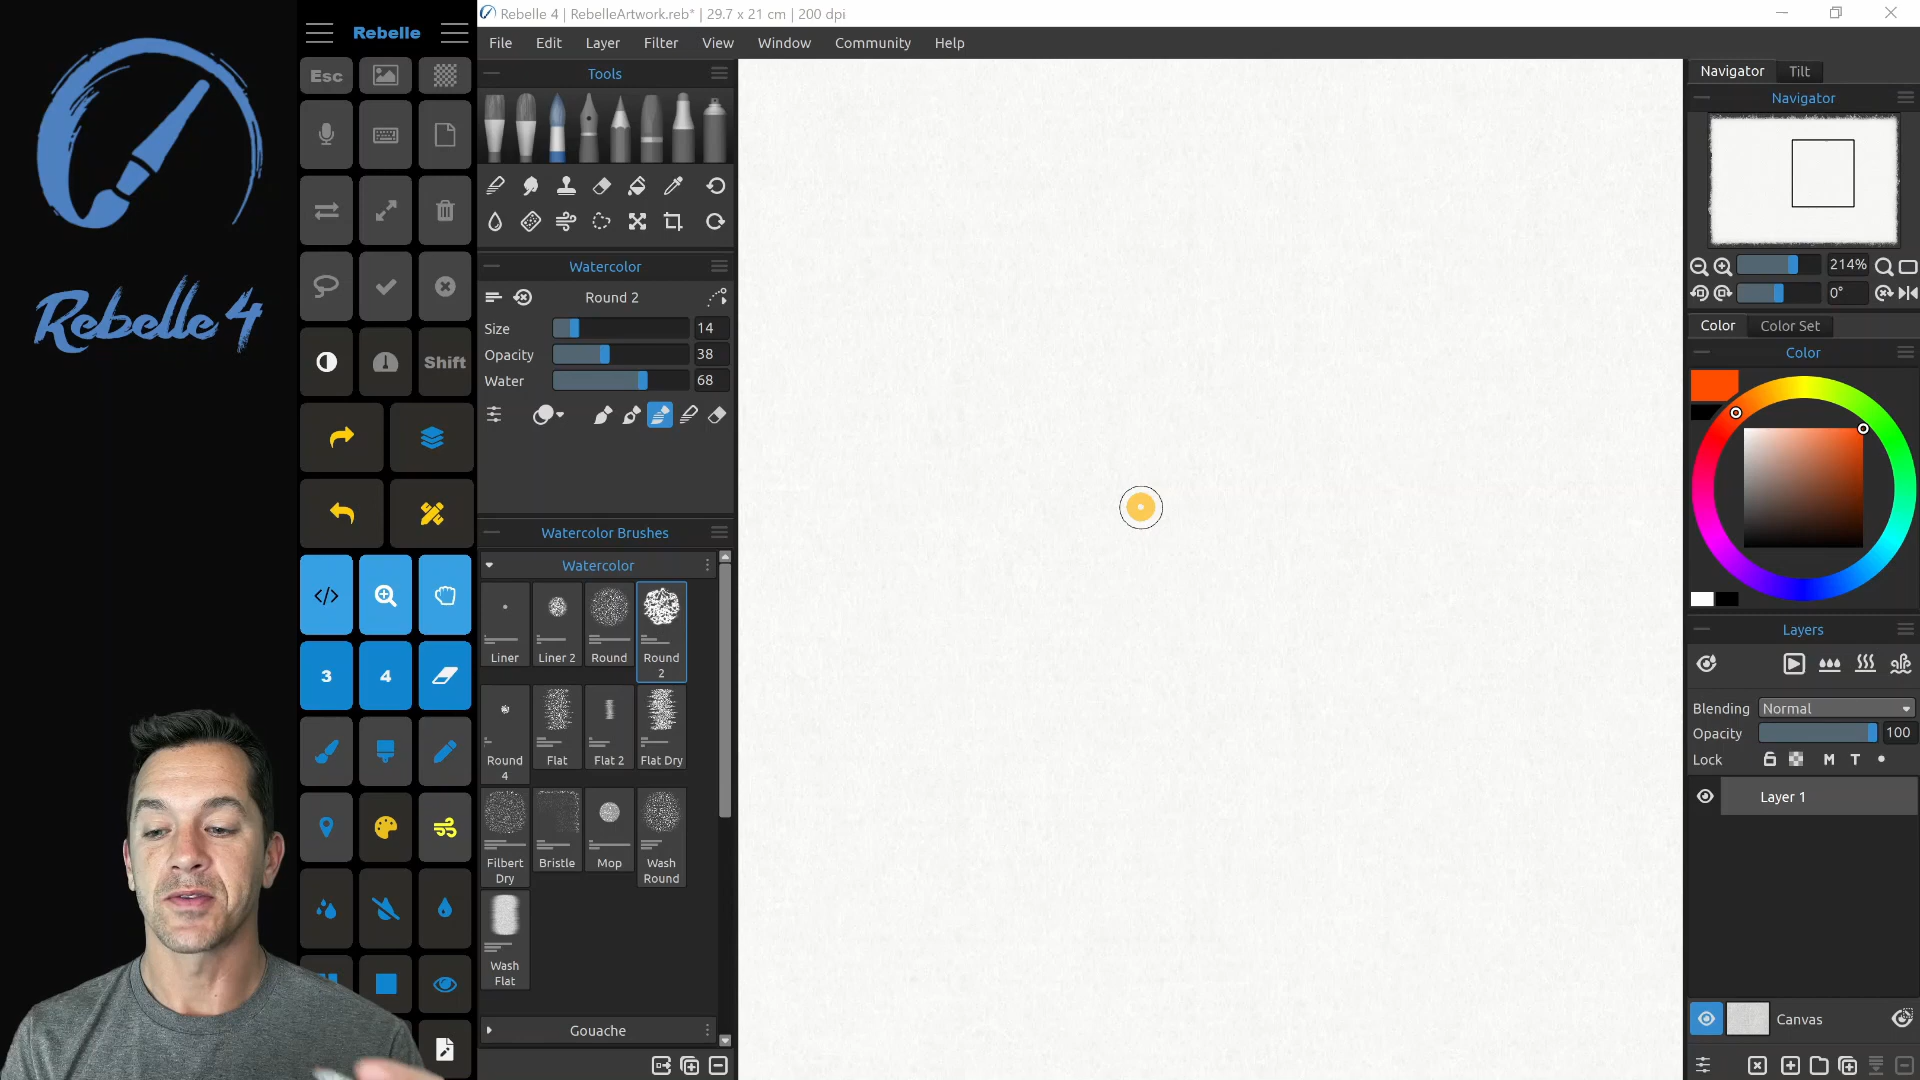 Rebelle 4
Rebelle
Esc
Shift
3
4
Rebelle 4 | RebelleArtwork.reb* | 29.7 x 21 cm | 200 dpi
File Edit Layer Filter View Window Community Help
Tools
Watercolor
Round 2
Size 14
Opacity 38
Water 68
Watercolor Brushes
Watercolor
Liner
Liner 2
Round
Round
2
Round
4
Flat
Flat 2
Flat Dry
Filbert
Dry
Bristle
Mop
Wash
Round
Wash
Flat
Gouache
Navigator Tilt
Navigator
214%
0°
Color Color Set
Color
Layers
Blending Normal
Opacity 100
Lock M T
Layer 1
Canvas